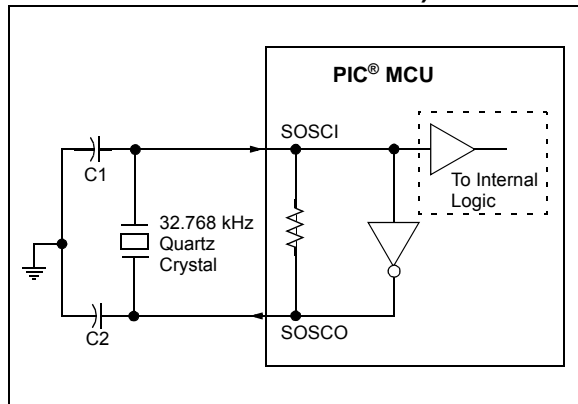 PIC® MCU
SOSCI
C1
To Internal
Logic
32.768 kHz
Quartz
Crystal
SOSCO
C2